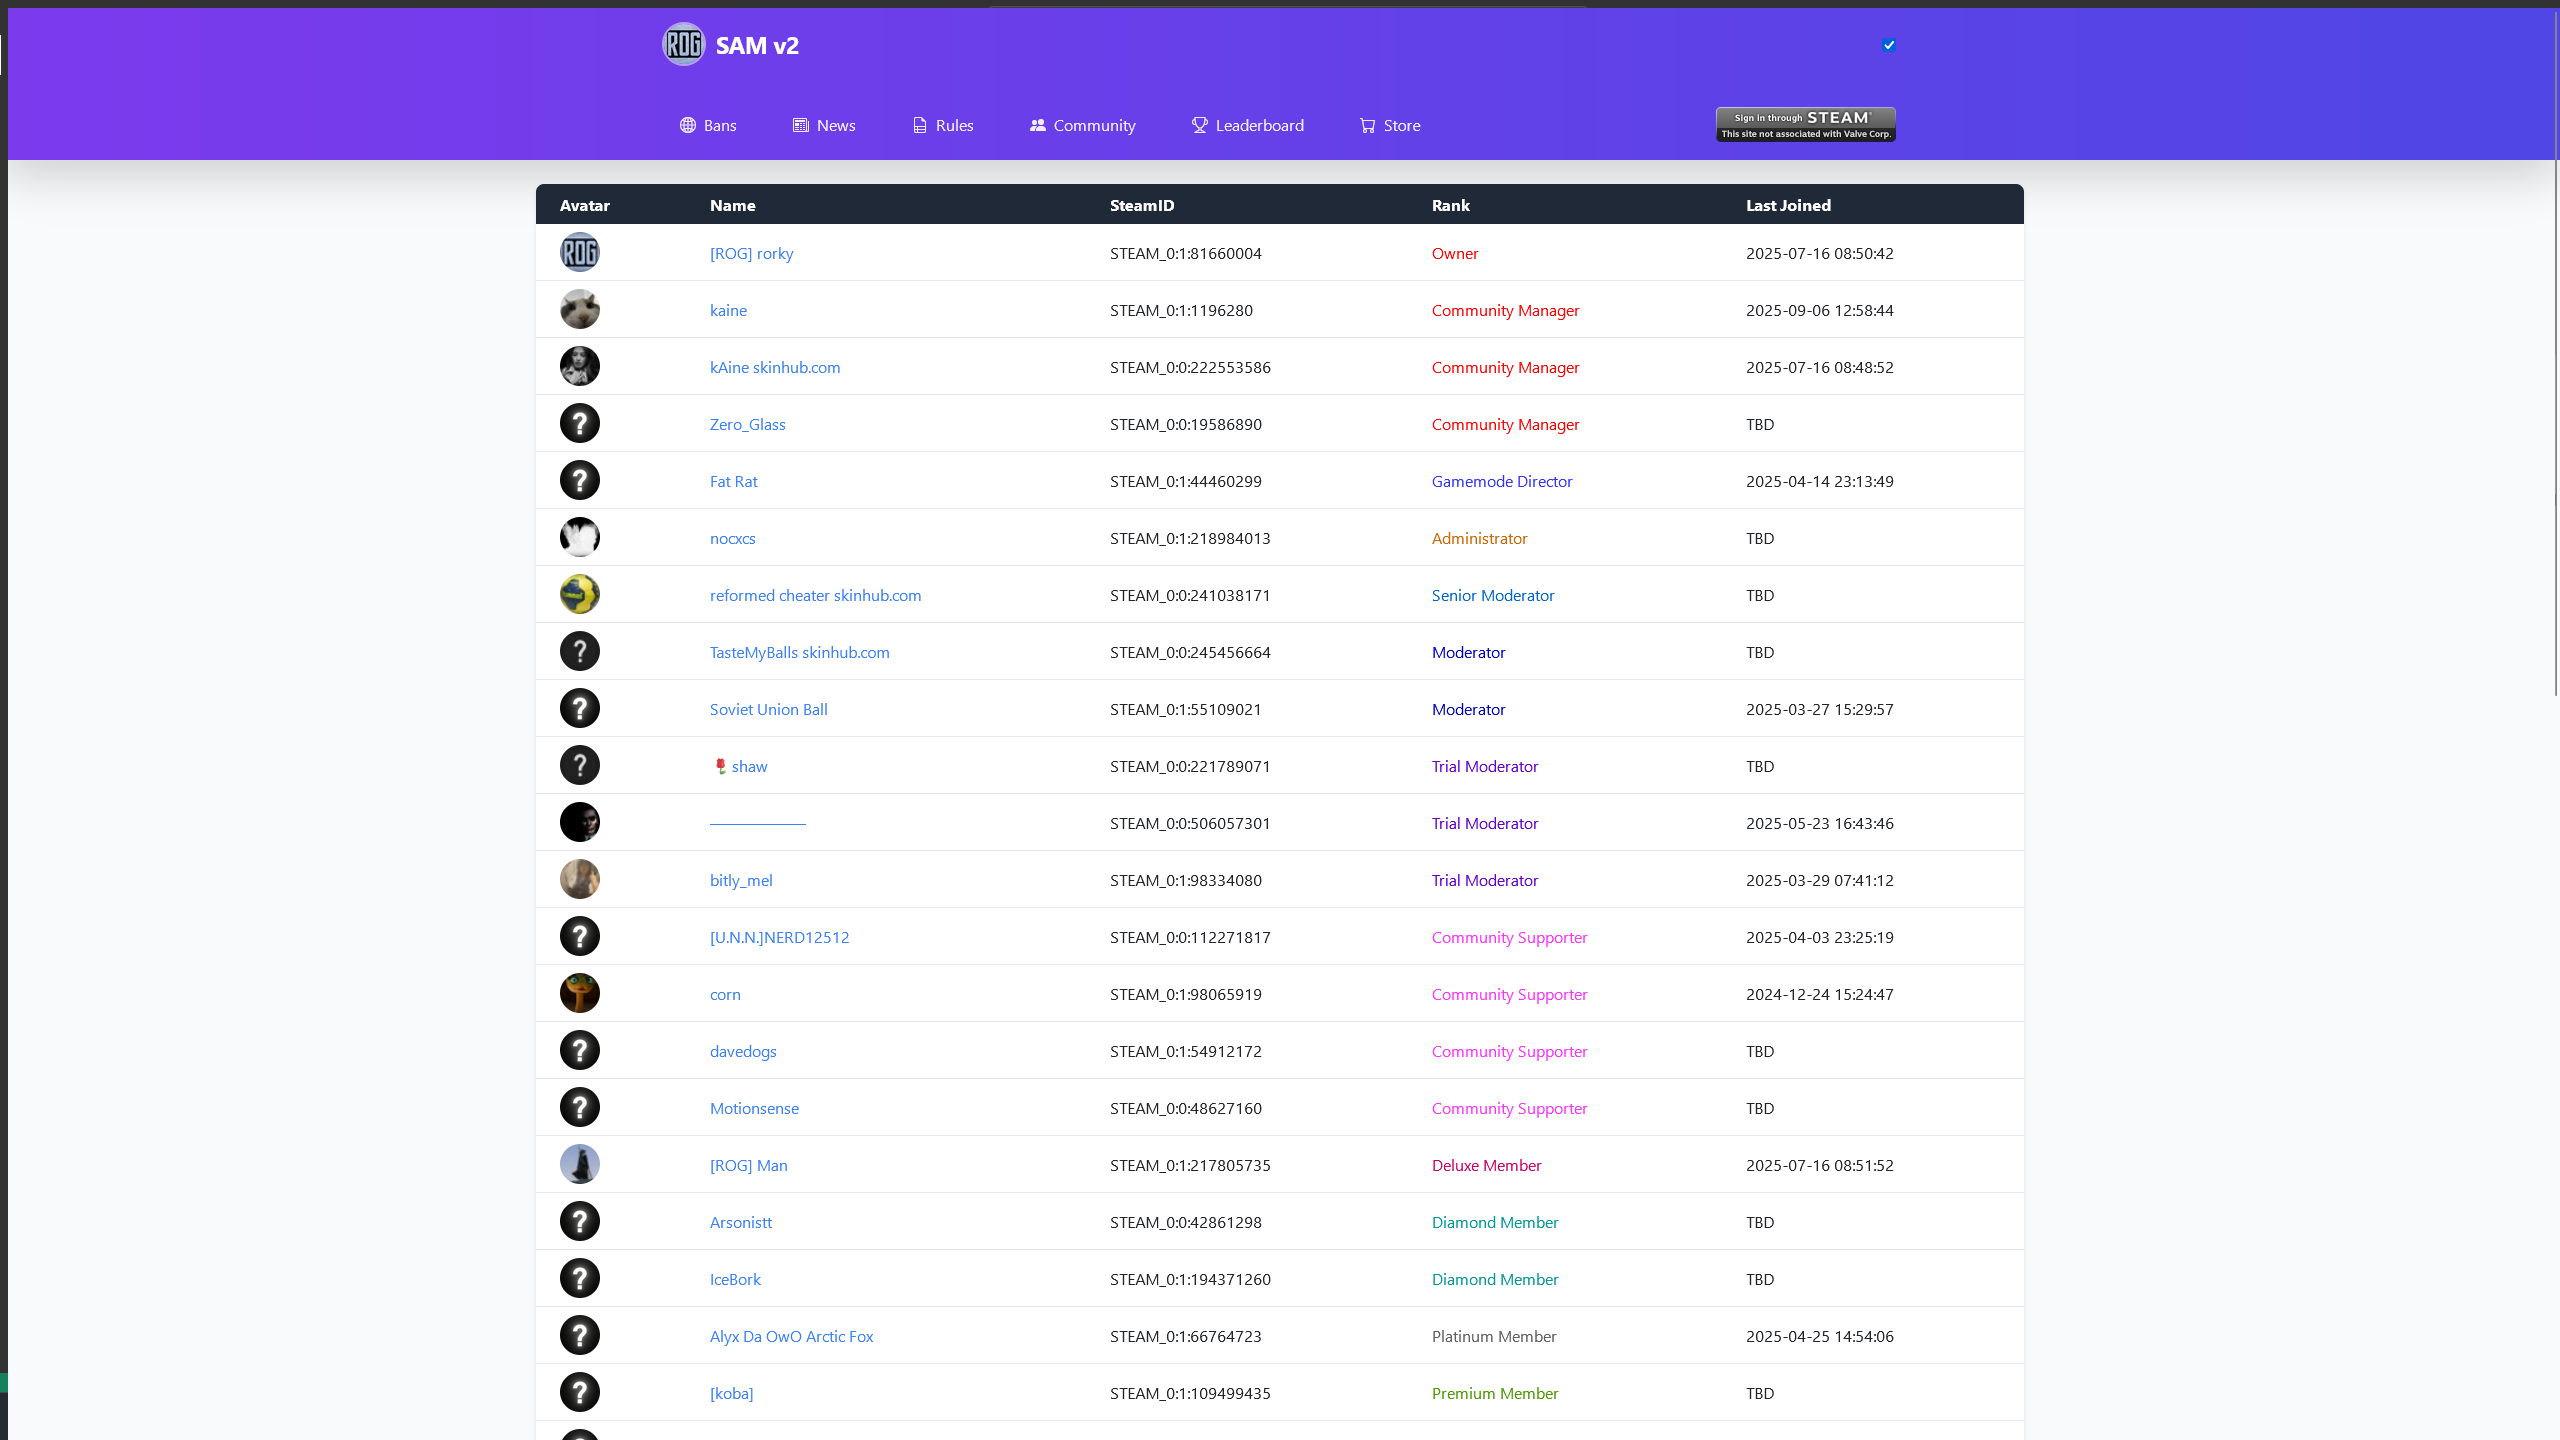 ROG SAM v2
Bans News Rules Community Leaderboard Store
Sign in through STEAM®
This site not associated with Valve Corp.
Avatar Name SteamID Rank Last Joined
ROG [ROG] rorky STEAM_0:1:81660004 Owner 2025-07-16 08:50:42
kaine STEAM_0:1:1196280 Community Manager 2025-09-06 12:58:44
kAine skinhub.com STEAM_0:0:222553586 Community Manager 2025-07-16 08:48:52
? Zero_Glass STEAM_0:0:19586890 Community Manager TBD
? Fat Rat STEAM_0:1:44460299 Gamemode Director 2025-04-14 23:13:49
nocxcs STEAM_0:1:218984013 Administrator TBD
reformed cheater skinhub.com STEAM_0:0:241038171 Senior Moderator TBD
? TasteMyBalls skinhub.com STEAM_0:0:245456664 Moderator TBD
? Soviet Union Ball STEAM_0:1:55109021 Moderator 2025-03-27 15:29:57
? 🌹shaw STEAM_0:0:221789071 Trial Moderator TBD
—————— STEAM_0:0:506057301 Trial Moderator 2025-05-23 16:43:46
bitly_mel STEAM_0:1:98334080 Trial Moderator 2025-03-29 07:41:12
? [U.N.N.]NERD12512 STEAM_0:0:112271817 Community Supporter 2025-04-03 23:25:19
corn STEAM_0:1:98065919 Community Supporter 2024-12-24 15:24:47
? davedogs STEAM_0:1:54912172 Community Supporter TBD
? Motionsense STEAM_0:0:48627160 Community Supporter TBD
[ROG] Man STEAM_0:1:217805735 Deluxe Member 2025-07-16 08:51:52
? Arsonistt STEAM_0:0:42861298 Diamond Member TBD
? IceBork STEAM_0:1:194371260 Diamond Member TBD
? Alyx Da OwO Arctic Fox STEAM_0:1:66764723 Platinum Member 2025-04-25 14:54:06
? [koba] STEAM_0:1:109499435 Premium Member TBD